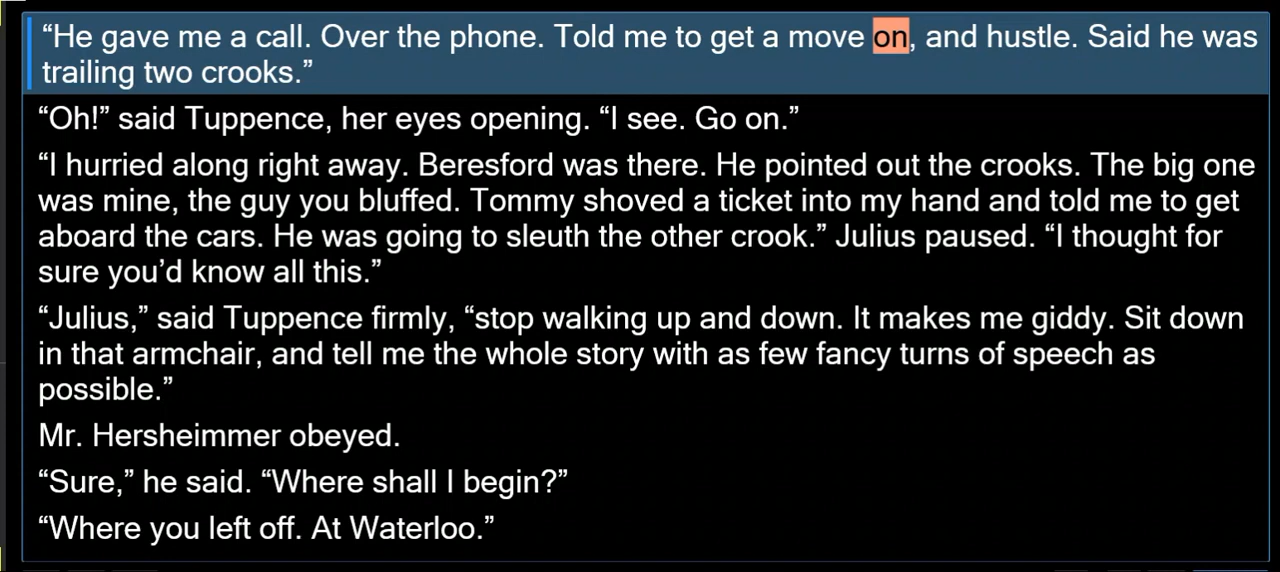 “He gave me a call. Over the phone. Told me to get a move on, and hustle. Said he was
trailing two crooks.”
“Oh!” said Tuppence, her eyes opening. “I see. Go on.”
“I hurried along right away. Beresford was there. He pointed out the crooks. The big one
was mine, the guy you bluffed. Tommy shoved a ticket into my hand and told me to get
aboard the cars. He was going to sleuth the other crook.” Julius paused. “I thought for
sure you’d know all this.”
“Julius,” said Tuppence firmly, “stop walking up and down. It makes me giddy. Sit down
in that armchair, and tell me the whole story with as few fancy turns of speech as
possible.”
Mr. Hersheimmer obeyed.
“Sure,” he said. “Where shall I begin?”
“Where you left off. At Waterloo.”